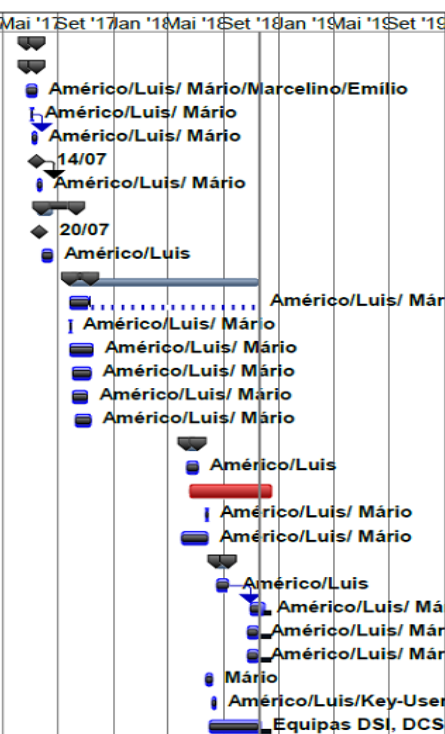 Mai '17 Set '17 Jan '18 Mai '18 Set '18 Jan '19 Mai '19 Set '19
Américo/Luis/ Mário/Marcelino/Emílio
Américo/Luis/ Mário
Américo/Luis/ Mário
14/07
Américo/Luis/ Mário
20/07
Américo/Luis
Américo/Luis/ Már
Américo/Luis/ Mário
Américo/Luis/ Mário
Américo/Luis/ Mário
Américo/Luis/ Mário
Américo/Luis/ Mário
Américo/Luis
Américo/Luis/ Mário
Américo/Luis/ Mário
Américo/Luis
Américo/Luis/ Má
Américo/Luis/ Már
Américo/Luis/ Már
Mário
Américo/Luis/Key-User
Equipas DSI, DCS